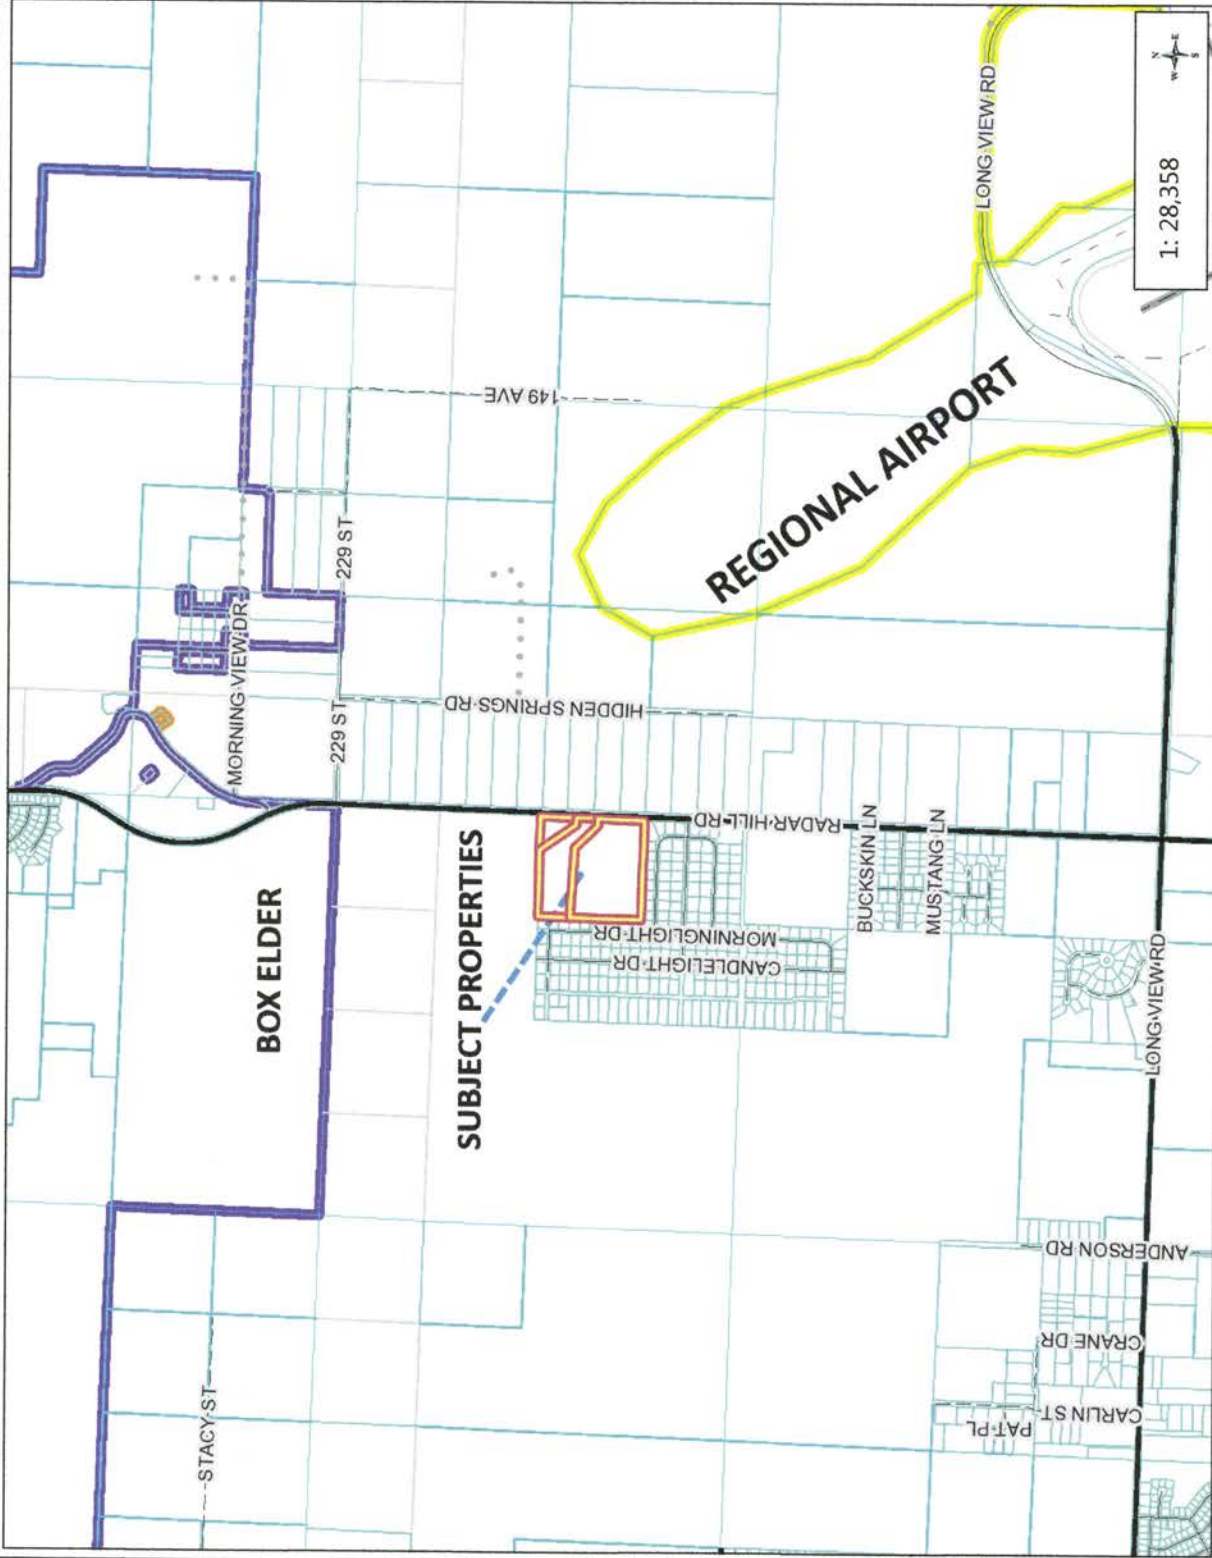 STACY ST
BOX ELDER
MORNING VIEW DR
229 ST
229 ST
149 AVE
HIDDEN SPRINGS RD
SUBJECT PROPERTIES
RADAR HILL RD
MORNINGLIGHT DR
CANDLELIGHT DR
BUCKSKIN LN
MUSTANG LN
REGIONAL AIRPORT
LONG VIEW RD
LONG VIEW RD
ANDERSON RD
CRANE DR
CARLIN ST
PAT PL
1: 28,358
N
W E
S